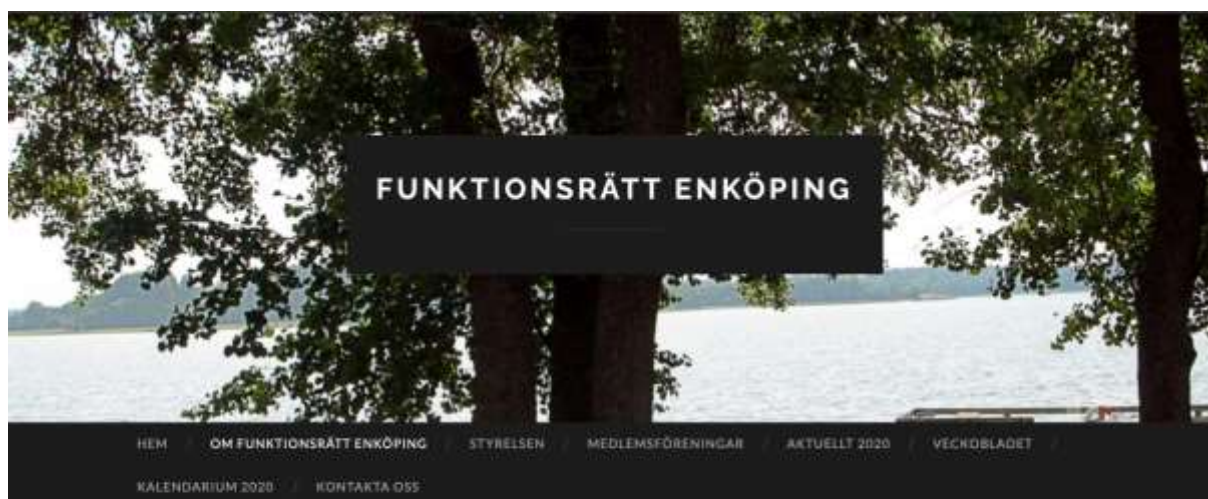 FUNKTIONSRÄTT ENKÖPING
HEM / OM FUNKTIONSRÄTT ENKÖPING / STYRELSEN / MEDLEMSFÖRENINGAR / AKTUELLT 2020 / VECKOBLADET /
KALENDARIUM 2020 / KONTAKTA OSS